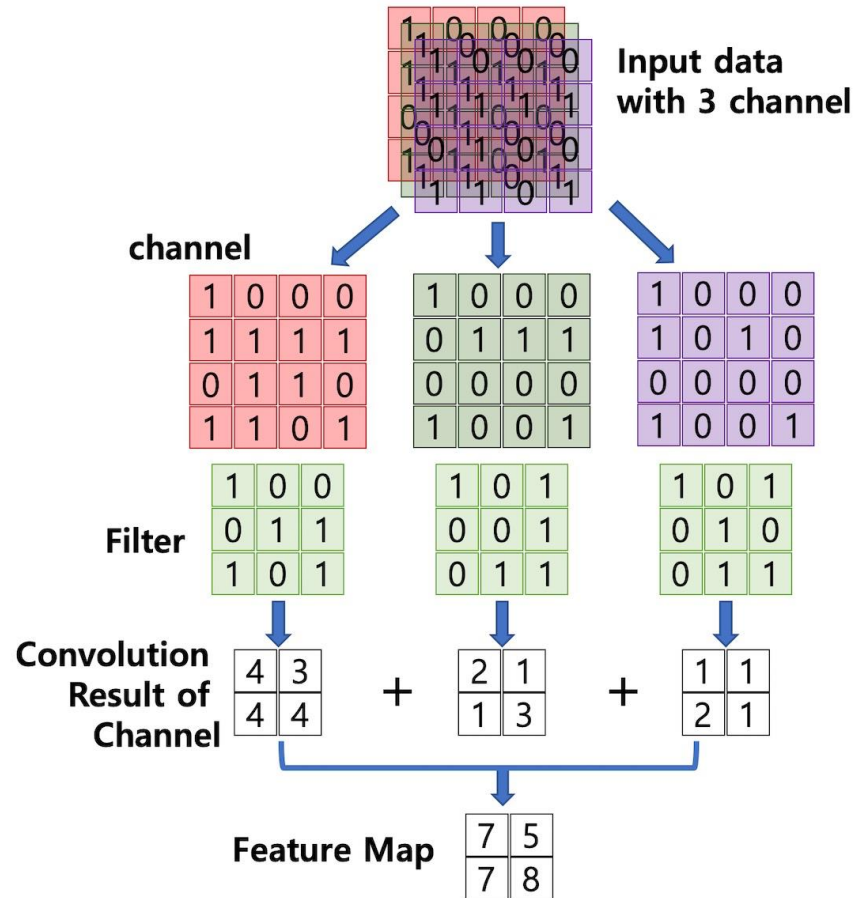 Input data
with 3 channel
channel
1 0 0 0 1 0 0 0 1 0 0 0
1 1 1 1 0 1 1 1 1 0 1 0
0 1 1 0 0 0 0 0 0 0 0 0
1 1 0 1 1 0 0 1 1 0 0 1
1 0 0 1 0 1 1 0 1
Filter 0 1 1 0 0 1 0 1 0
1 0 1 0 1 1 0 1 1
Convolution
Result of
Channel
4 3 2 1 1 1
+ +
4 4 1 3 2 1
Feature Map
7 5
7 8